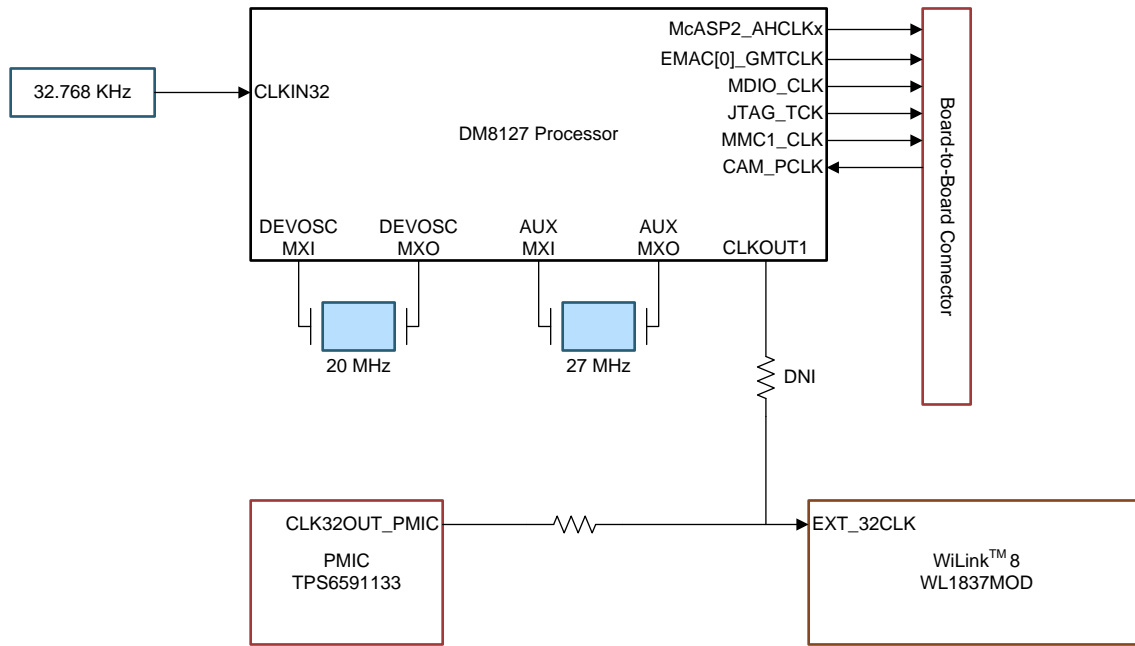 McASP2_AHCLKx
EMAC[0]_GMTCLK
MDIO_CLK
JTAG_TCK
MMC1_CLK
CAM_PCLK
32.768 KHz
CLKIN32
DM8127 Processor
Board-to-Board Connector
DEVOSC
MXI
DEVOSC
MXO
AUX
MXI
AUX
MXO
CLKOUT1
20 MHz
27 MHz
DNI
CLK32OUT_PMIC
PMIC
TPS6591133
EXT_32CLK
WiLink™ 8
WL1837MOD